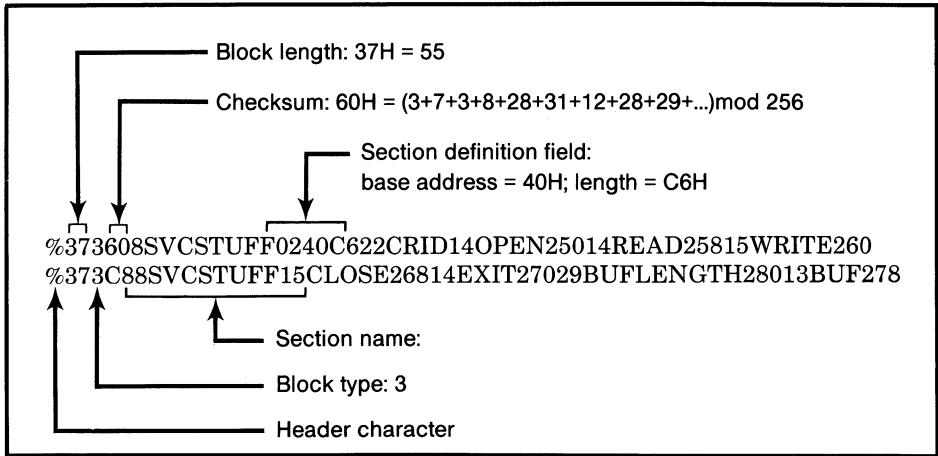 Block length: 37H = 55
Checksum: 60H = (3+7+3+8+28+31+12+28+29+...)mod 256
Section definition field:
base address = 40H; length = C6H
%373608SVCSTUFF0240C622CRID14OPEN25014READ25815WRITE260
%373C88SVCSTUFF15CLOSE26814EXIT27029BUFLENGTH28013BUF278
Section name:
Block type: 3
Header character